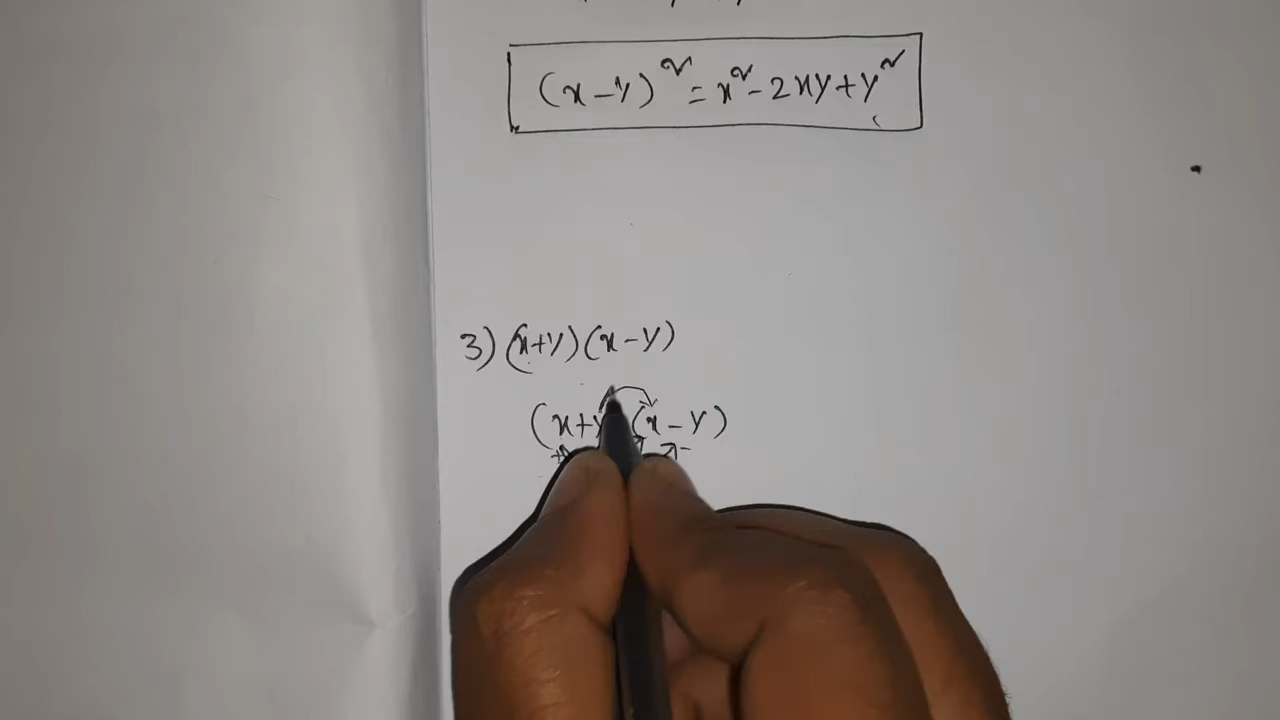 (x-y)² = x² - 2xy + y²
3) (x+y)(x-y)
(x+y (x-y)